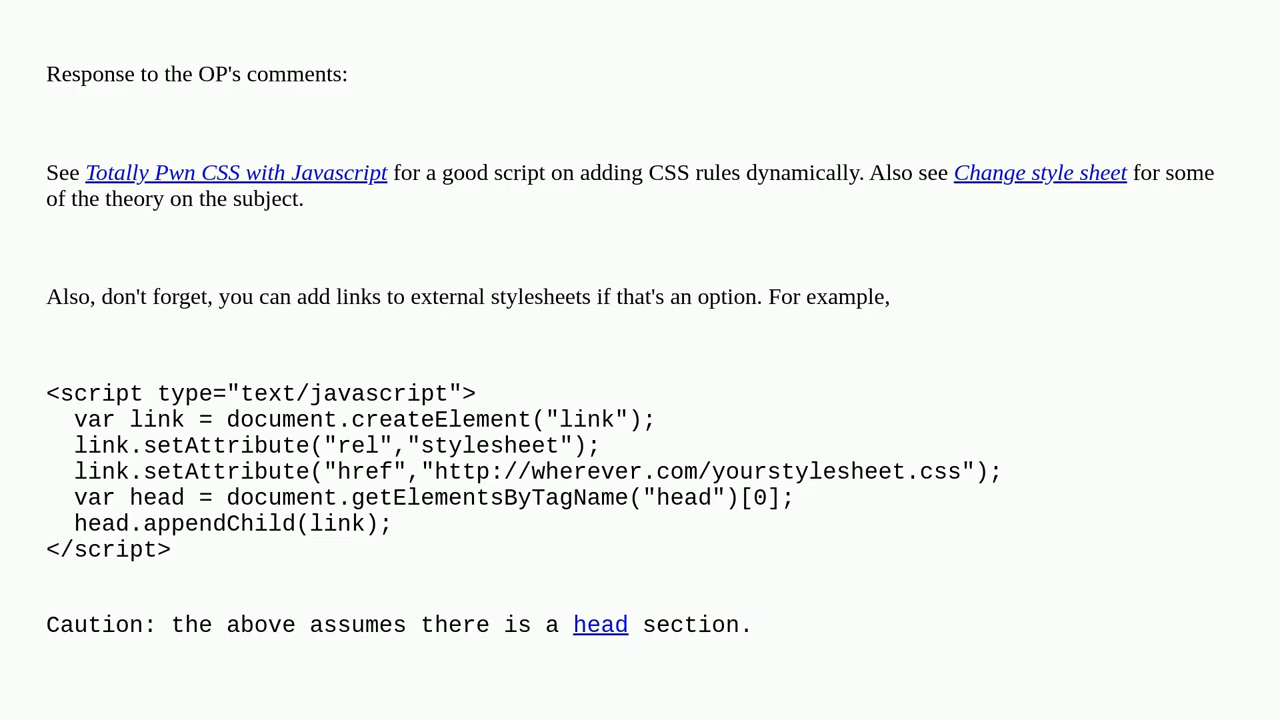 Response to the OP's comments:
See Totally Pwn CSS with Javascript for a good script on adding CSS rules dynamically. Also see Change style sheet for some
of the theory on the subject.
Also, don't forget, you can add links to external stylesheets if that's an option. For example,
<script type="text/javascript">
  var link = document.createElement("link");
  link.setAttribute("rel","stylesheet");
  link.setAttribute("href","http://wherever.com/yourstylesheet.css");
  var head = document.getElementsByTagName("head")[0];
  head.appendChild(link);
</script>
Caution: the above assumes there is a head section.